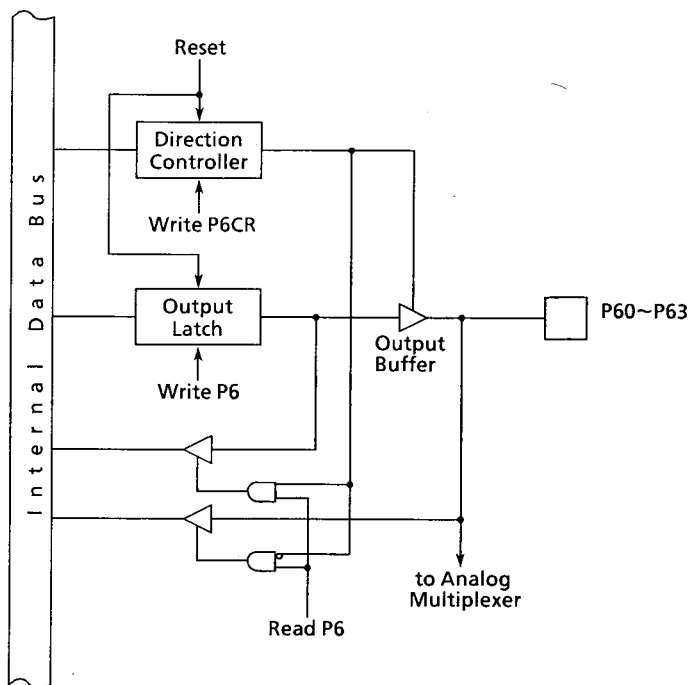 Reset
Direction
Controller
Write P6CR
Internal Data Bus
Output
Latch
Output
Buffer
P60~P63
Write P6
to Analog
Multiplexer
Read P6